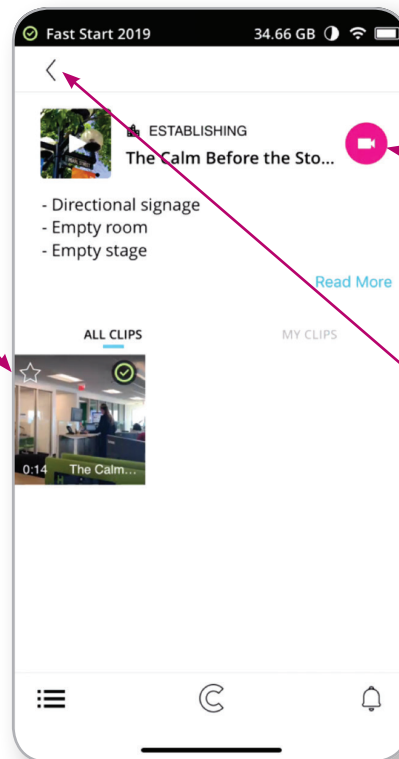 Fast Start 2019 34.66 GB
ESTABLISHING
The Calm Before the Sto...
- Directional signage
- Empty room
- Empty stage
Read More
ALL CLIPS MY CLIPS
0:14 The Calm...